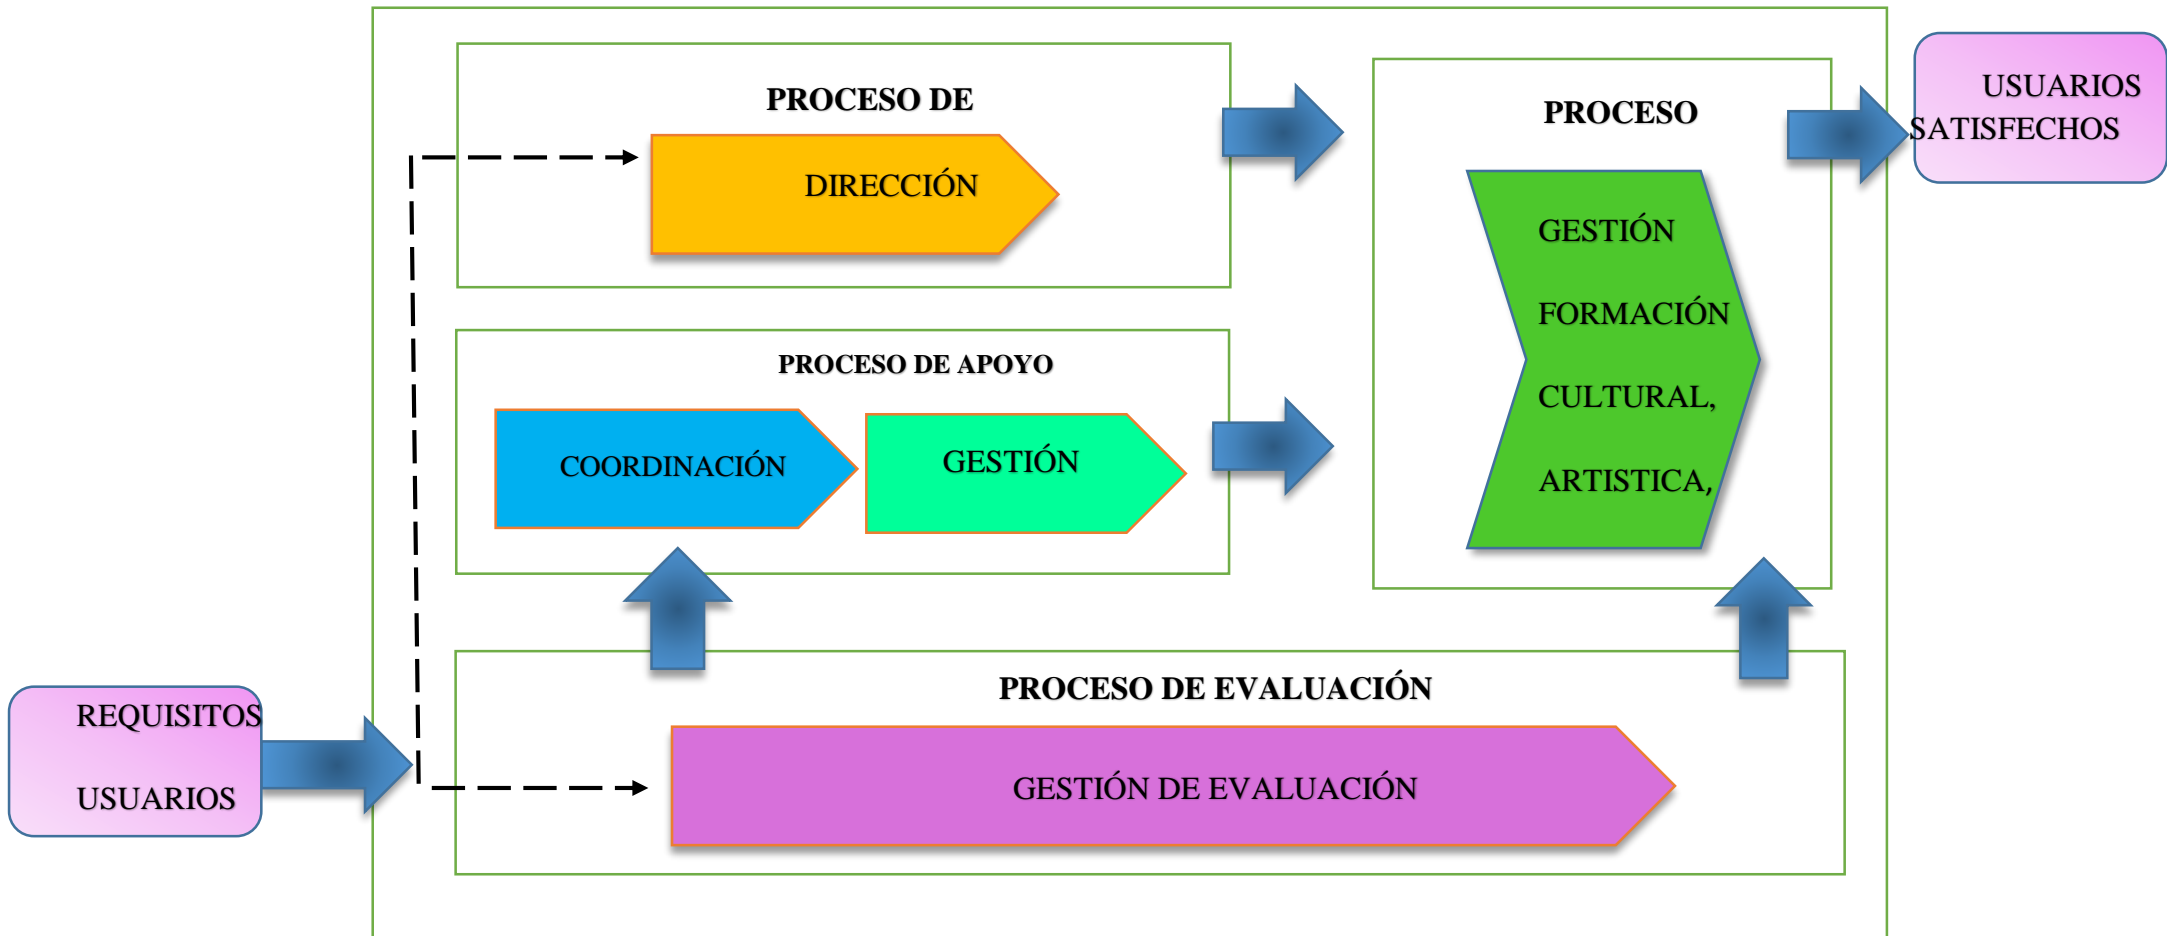 PROCESO DE
DIRECCIÓN
PROCESO
USUARIOS
SATISFECHOS
GESTIÓN
FORMACIÓN
CULTURAL,
ARTISTICA,
PROCESO DE APOYO
COORDINACIÓN
GESTIÓN
PROCESO DE EVALUACIÓN
GESTIÓN DE EVALUACIÓN
REQUISITOS
USUARIOS